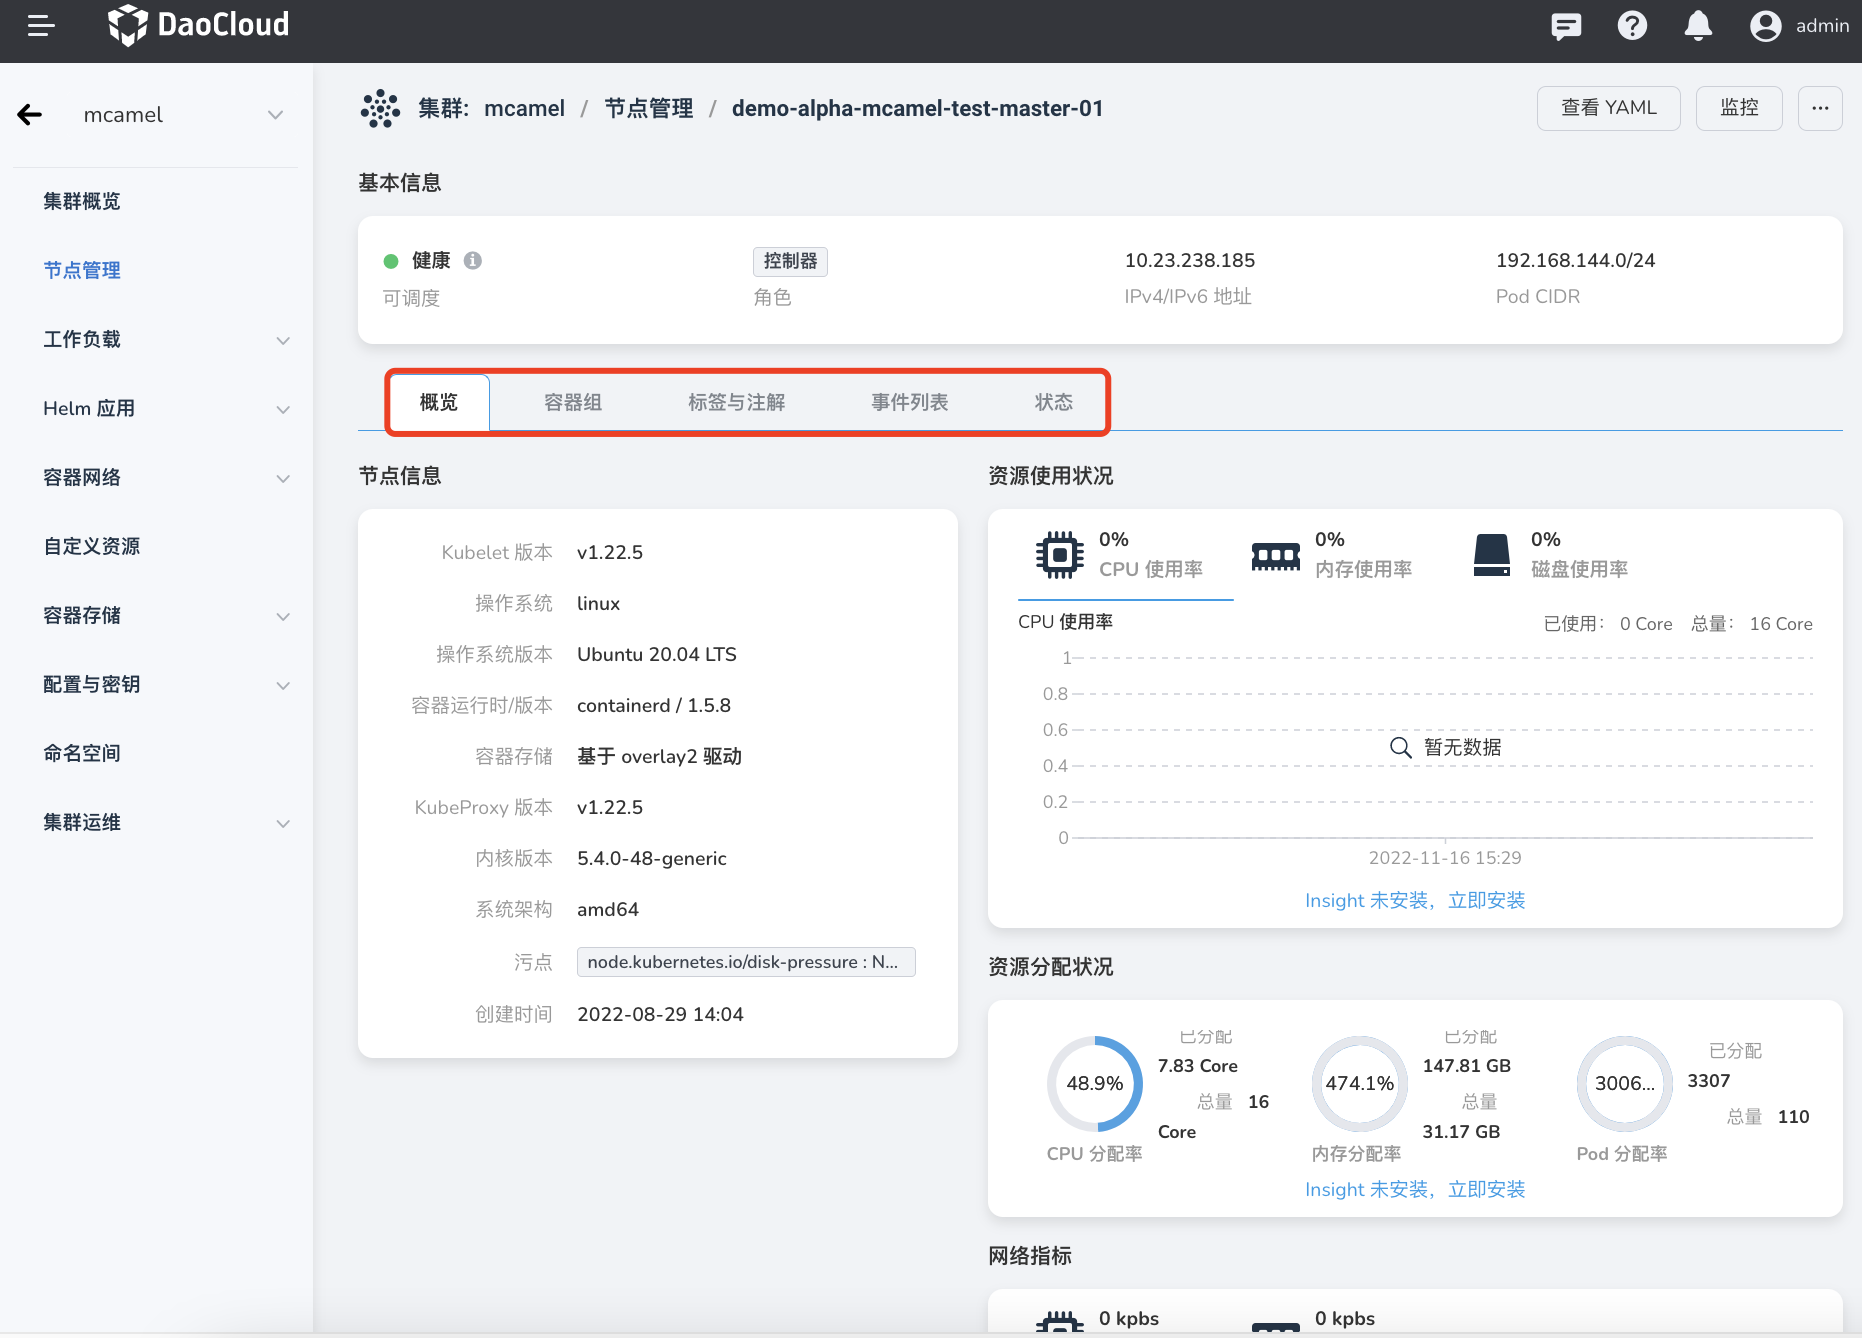 DaoCloud
admin
mcamel
集群概览
节点管理
工作负载
Helm 应用
容器网络
自定义资源
容器存储
配置与密钥
命名空间
集群运维
集群: mcamel / 节点管理 / demo-alpha-mcamel-test-master-01
查看 YAML
监控
基本信息
健康
可调度
控制器
角色
10.23.238.185
IPv4/IPv6 地址
192.168.144.0/24
Pod CIDR
概览 容器组 标签与注解 事件列表 状态
节点信息
Kubelet 版本 v1.22.5
操作系统 linux
操作系统版本 Ubuntu 20.04 LTS
容器运行时/版本 containerd / 1.5.8
容器存储 基于 overlay2 驱动
KubeProxy 版本 v1.22.5
内核版本 5.4.0-48-generic
系统架构 amd64
污点 node.kubernetes.io/disk-pressure : N...
创建时间 2022-08-29 14:04
资源使用状况
0%
CPU 使用率
0%
内存使用率
0%
磁盘使用率
CPU 使用率
已使用： 0 Core 总量： 16 Core
1
0.8
0.6
0.4
0.2
0
暂无数据
2022-11-16 15:29
Insight 未安装，立即安装
资源分配状况
48.9%
CPU 分配率
已分配
7.83 Core
总量 16
Core
474.1%
内存分配率
已分配
147.81 GB
总量
31.17 GB
3006...
Pod 分配率
已分配
3307
总量 110
Insight 未安装，立即安装
网络指标
0 kpbs
0 kpbs